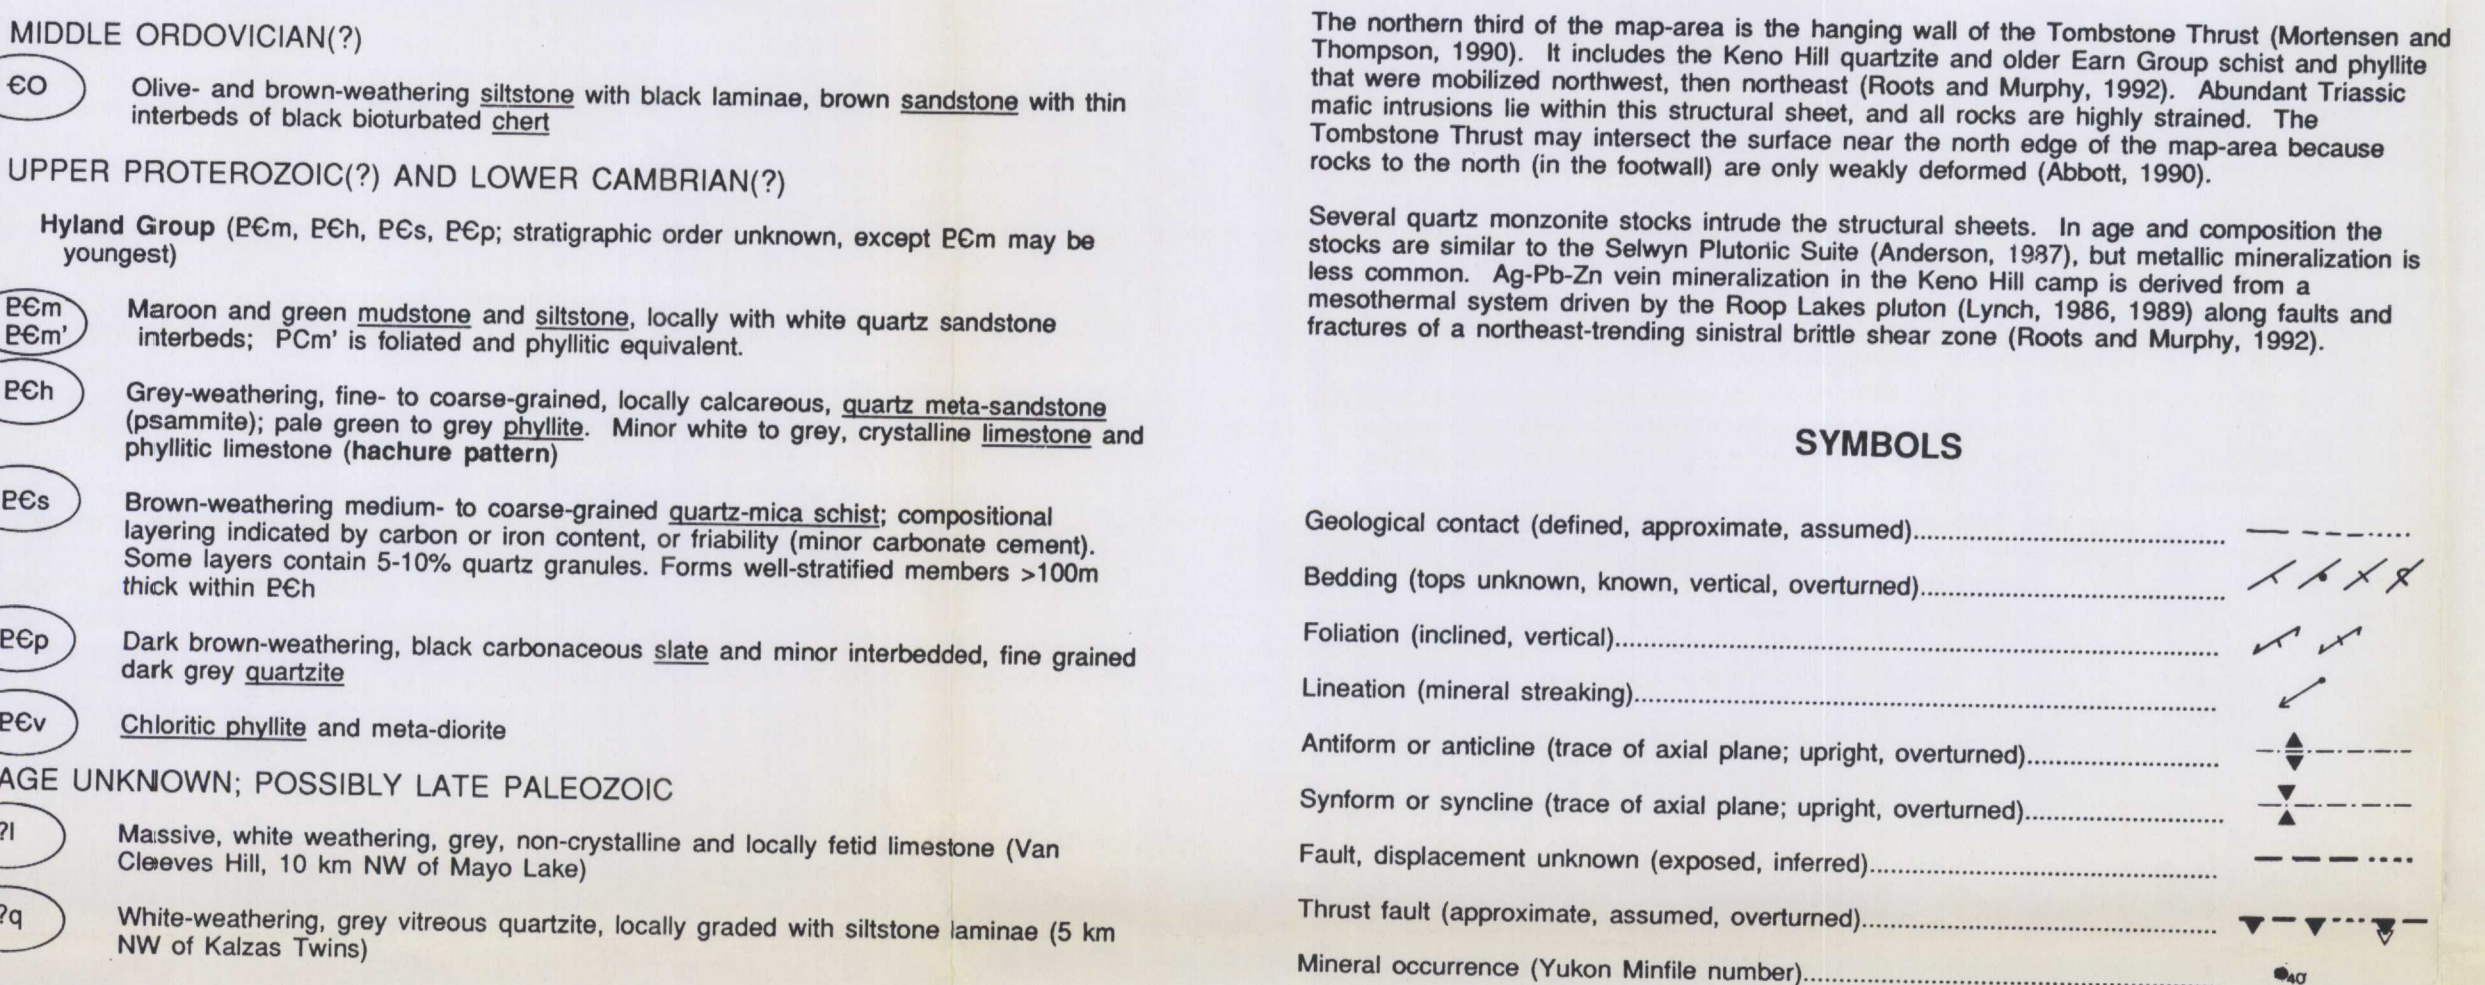 MIDDLE ORDOVICIAN(?)
ЄO
Olive- and brown-weathering siltstone with black laminae, brown sandstone with thin
interbeds of black bioturbated chert
UPPER PROTEROZOIC(?) AND LOWER CAMBRIAN(?)
Hyland Group (PЄm, PЄh, PЄs, PЄp; stratigraphic order unknown, except PЄm may be
youngest)
PЄm
PЄm'
Maroon and green mudstone and siltstone, locally with white quartz sandstone
interbeds; PCm' is foliated and phyllitic equivalent.
PЄh
Grey-weathering, fine- to coarse-grained, locally calcareous, quartz meta-sandstone
(psammite); pale green to grey phyllite. Minor white to grey, crystalline limestone and
phyllitic limestone (hachure pattern)
PЄs
Brown-weathering medium- to coarse-grained quartz-mica schist; compositional
layering indicated by carbon or iron content, or friability (minor carbonate cement).
Some layers contain 5-10% quartz granules. Forms well-stratified members >100m
thick within PЄh
PЄp
Dark brown-weathering, black carbonaceous slate and minor interbedded, fine grained
dark grey quartzite
PЄv
Chloritic phyllite and meta-diorite
AGE UNKNOWN; POSSIBLY LATE PALEOZOIC
?l
Massive, white weathering, grey, non-crystalline and locally fetid limestone (Van
Cleeves Hill, 10 km NW of Mayo Lake)
?q
White-weathering, grey vitreous quartzite, locally graded with siltstone laminae (5 km
NW of Kalzas Twins)
The northern third of the map-area is the hanging wall of the Tombstone Thrust (Mortensen and
Thompson, 1990). It includes the Keno Hill quartzite and older Earn Group schist and phyllite
that were mobilized northwest, then northeast (Roots and Murphy, 1992). Abundant Triassic
mafic intrusions lie within this structural sheet, and all rocks are highly strained. The
Tombstone Thrust may intersect the surface near the north edge of the map-area because
rocks to the north (in the footwall) are only weakly deformed (Abbott, 1990).
Several quartz monzonite stocks intrude the structural sheets. In age and composition the
stocks are similar to the Selwyn Plutonic Suite (Anderson, 1987), but metallic mineralization is
less common. Ag-Pb-Zn vein mineralization in the Keno Hill camp is derived from a
mesothermal system driven by the Roop Lakes pluton (Lynch, 1986, 1989) along faults and
fractures of a northeast-trending sinistral brittle shear zone (Roots and Murphy, 1992).
SYMBOLS
Geological contact (defined, approximate, assumed)
Bedding (tops unknown, known, vertical, overturned)
Foliation (inclined, vertical)
Lineation (mineral streaking)
Antiform or anticline (trace of axial plane; upright, overturned)
Synform or syncline (trace of axial plane; upright, overturned)
Fault, displacement unknown (exposed, inferred)
Thrust fault (approximate, assumed, overturned)
Mineral occurrence (Yukon Minfile number)